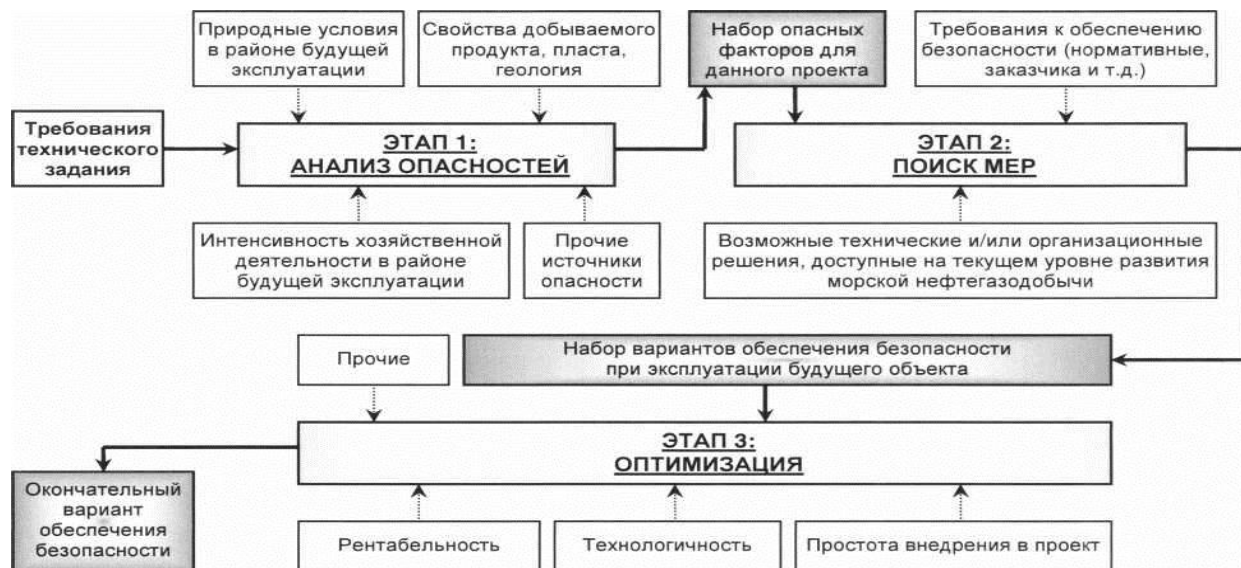 Природные условия
в районе будущей
эксплуатации
Свойства добываемого
продукта, пласта,
геология
Набор опасных
факторов для
данного проекта
Требования к обеспечению
безопасности (нормативные,
заказчика и т.д.)
Требования
технического
задания
ЭТАП 1:
АНАЛИЗ ОПАСНОСТЕЙ
ЭТАП 2:
ПОИСК МЕР
Интенсивность хозяйственной
деятельности в районе
будущей эксплуатации
Прочие
источники
опасности
Возможные технические и/или организационные
решения, доступные на текущем уровне развития
морской нефтегазодобычи
Прочие
Набор вариантов обеспечения безопасности
при эксплуатации будущего объекта
ЭТАП 3:
ОПТИМИЗАЦИЯ
Окончательный
вариант
обеспечения
безопасности
Рентабельность
Технологичность
Простота внедрения в проект